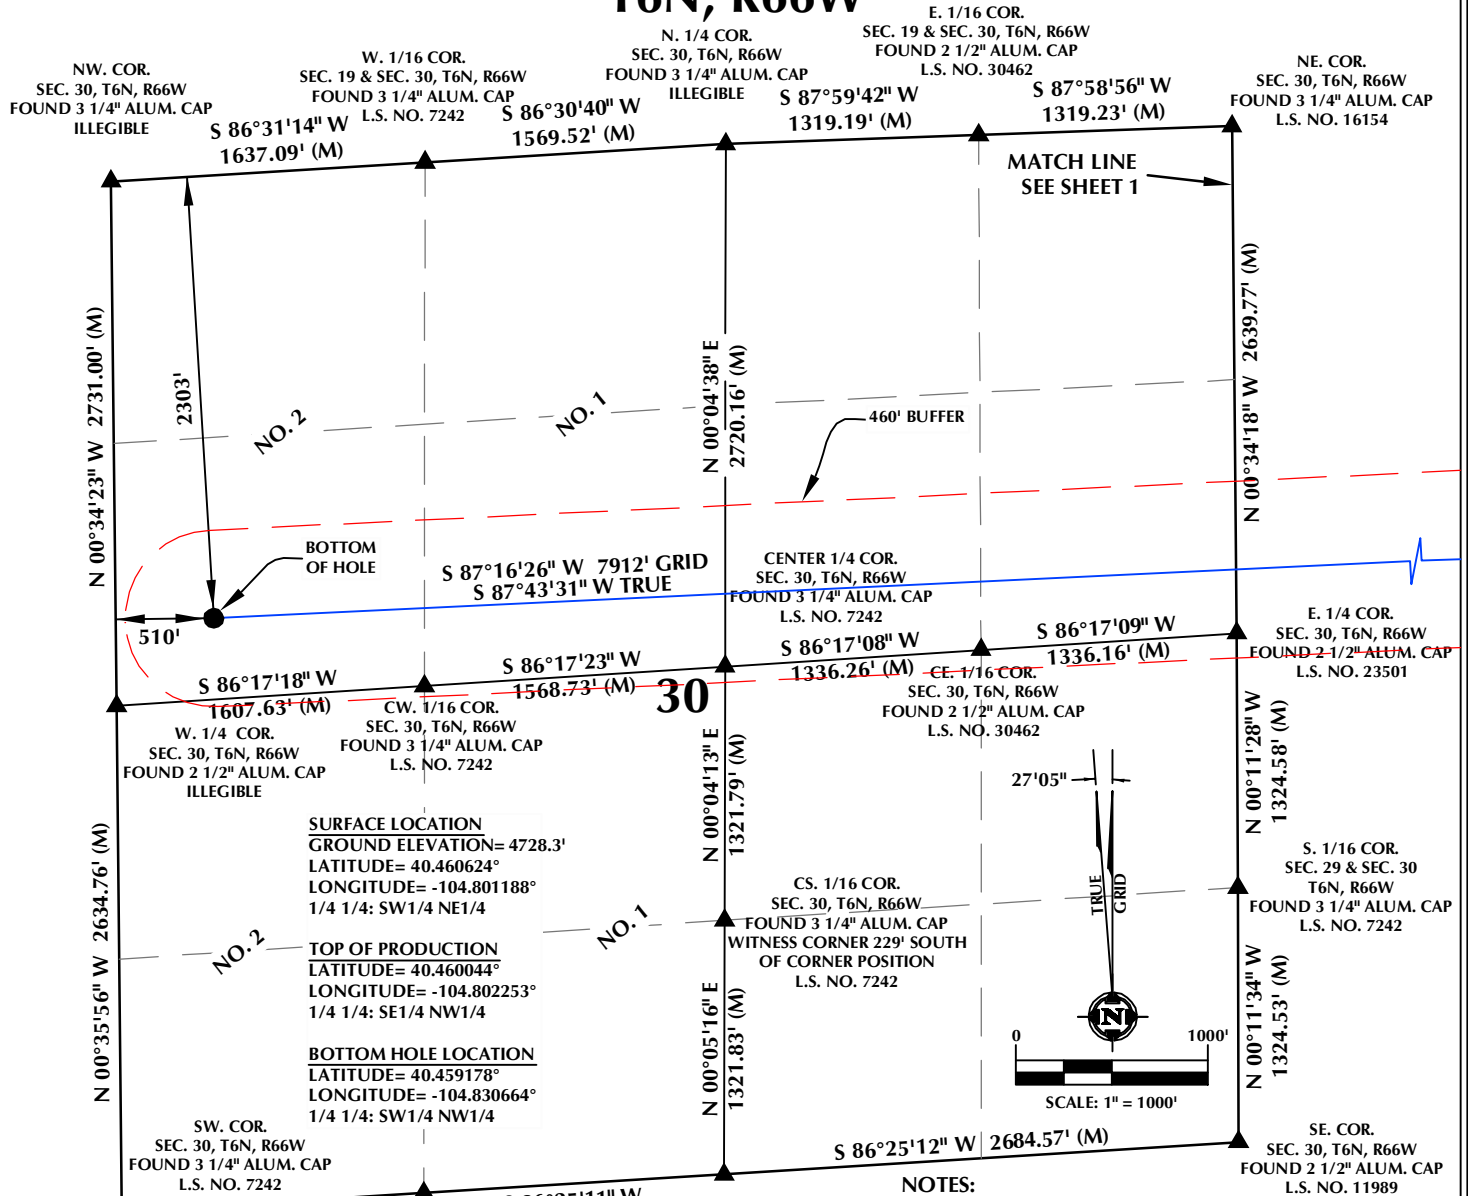 T6N, R66W
NW. COR.
SEC. 30, T6N, R66W
FOUND 3 1/4" ALUM. CAP
ILLEGIBLE
W. 1/16 COR.
SEC. 19 & SEC. 30, T6N, R66W
FOUND 3 1/4" ALUM. CAP
L.S. NO. 7242
N. 1/4 COR.
SEC. 30, T6N, R66W
FOUND 3 1/4" ALUM. CAP
ILLEGIBLE
E. 1/16 COR.
SEC. 19 & SEC. 30, T6N, R66W
FOUND 2 1/2" ALUM. CAP
L.S. NO. 30462
NE. COR.
SEC. 30, T6N, R66W
FOUND 3 1/4" ALUM. CAP
L.S. NO. 16154
S 86°31'14" W
1637.09' (M)
S 86°30'40" W
1569.52' (M)
S 87°59'42" W
1319.19' (M)
S 87°58'56" W
1319.23' (M)
MATCH LINE
SEE SHEET 1
N 00°34'23" W 2731.00' (M)
2303'
NO. 2
NO. 1
N 00°04'38" E
2720.16' (M)
460' BUFFER
N 00°34'18" W 2639.77' (M)
BOTTOM
OF HOLE
510'
S 87°16'26" W 7912' GRID
S 87°43'31" W TRUE
CENTER 1/4 COR.
SEC. 30, T6N, R66W
FOUND 3 1/4" ALUM. CAP
L.S. NO. 7242
S 86°17'18" W
1607.63' (M)
S 86°17'23" W
1568.73' (M)
30
S 86°17'08" W
1336.26' (M)
S 86°17'09" W
1336.16' (M)
E. 1/4 COR.
SEC. 30, T6N, R66W
FOUND 2 1/2" ALUM. CAP
L.S. NO. 23501
W. 1/4 COR.
SEC. 30, T6N, R66W
FOUND 2 1/2" ALUM. CAP
ILLEGIBLE
CW. 1/16 COR.
SEC. 30, T6N, R66W
FOUND 3 1/4" ALUM. CAP
L.S. NO. 7242
CE. 1/16 COR.
SEC. 30, T6N, R66W
FOUND 2 1/2" ALUM. CAP
L.S. NO. 30462
N 00°04'13" E
1321.79' (M)
27'05"
TRUE
GRID
N
N 00°11'28" W
1324.58' (M)
SURFACE LOCATION
GROUND ELEVATION= 4728.3'
LATITUDE= 40.460624°
LONGITUDE= -104.801188°
1/4 1/4: SW1/4 NE1/4
N 00°35'56" W 2634.76' (M)
NO. 2
NO. 1
TOP OF PRODUCTION
LATITUDE= 40.460044°
LONGITUDE= -104.802253°
1/4 1/4: SE1/4 NW1/4
CS. 1/16 COR.
SEC. 30, T6N, R66W
FOUND 3 1/4" ALUM. CAP
WITNESS CORNER 229' SOUTH
OF CORNER POSITION
L.S. NO. 7242
S. 1/16 COR.
SEC. 29 & SEC. 30
T6N, R66W
FOUND 3 1/4" ALUM. CAP
L.S. NO. 7242
BOTTOM HOLE LOCATION
LATITUDE= 40.459178°
LONGITUDE= -104.830664°
1/4 1/4: SW1/4 NW1/4
N 00°05'16" E
1321.83' (M)
0 1000'
SCALE: 1" = 1000'
N 00°11'34" W
1324.53' (M)
SW. COR.
SEC. 30, T6N, R66W
FOUND 3 1/4" ALUM. CAP
L.S. NO. 7242
S 86°25'12" W 2684.57' (M)
SE. COR.
SEC. 30, T6N, R66W
FOUND 2 1/2" ALUM. CAP
L.S. NO. 11989
NOTES: